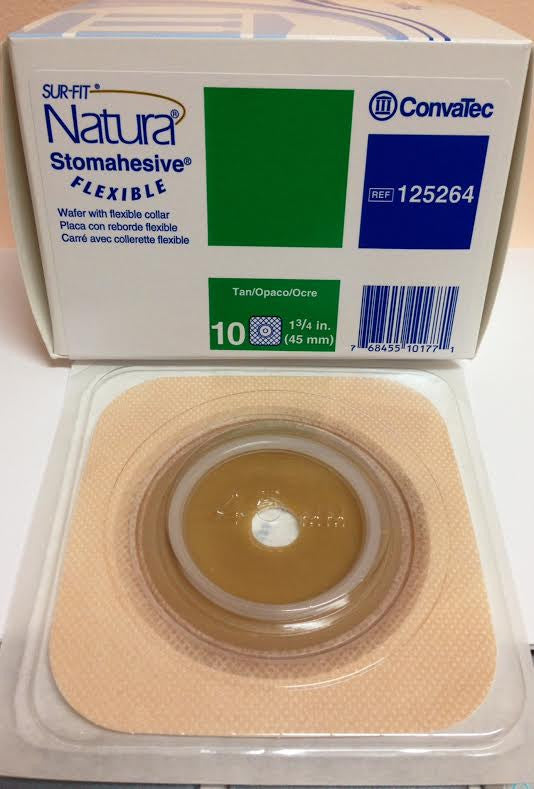 SUR-FIT®
Natura®
Stomahesive®
FLEXIBLE
Wafer with flexible collar
Placa con reborde flexible
Carré avec collerette flexible
ConvaTec
REF 125264
Tan/Opaco/Ocre
10
1 3/4 in.
(45 mm)
7 68455 10177 1